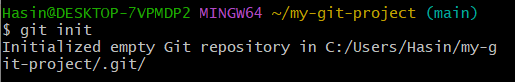 Hasin@DESKTOP-7VPMDP2 MINGW64 ~/my-git-project (main)
$ git init
Initialized empty Git repository in C:/Users/Hasin/my-g
it-project/.git/